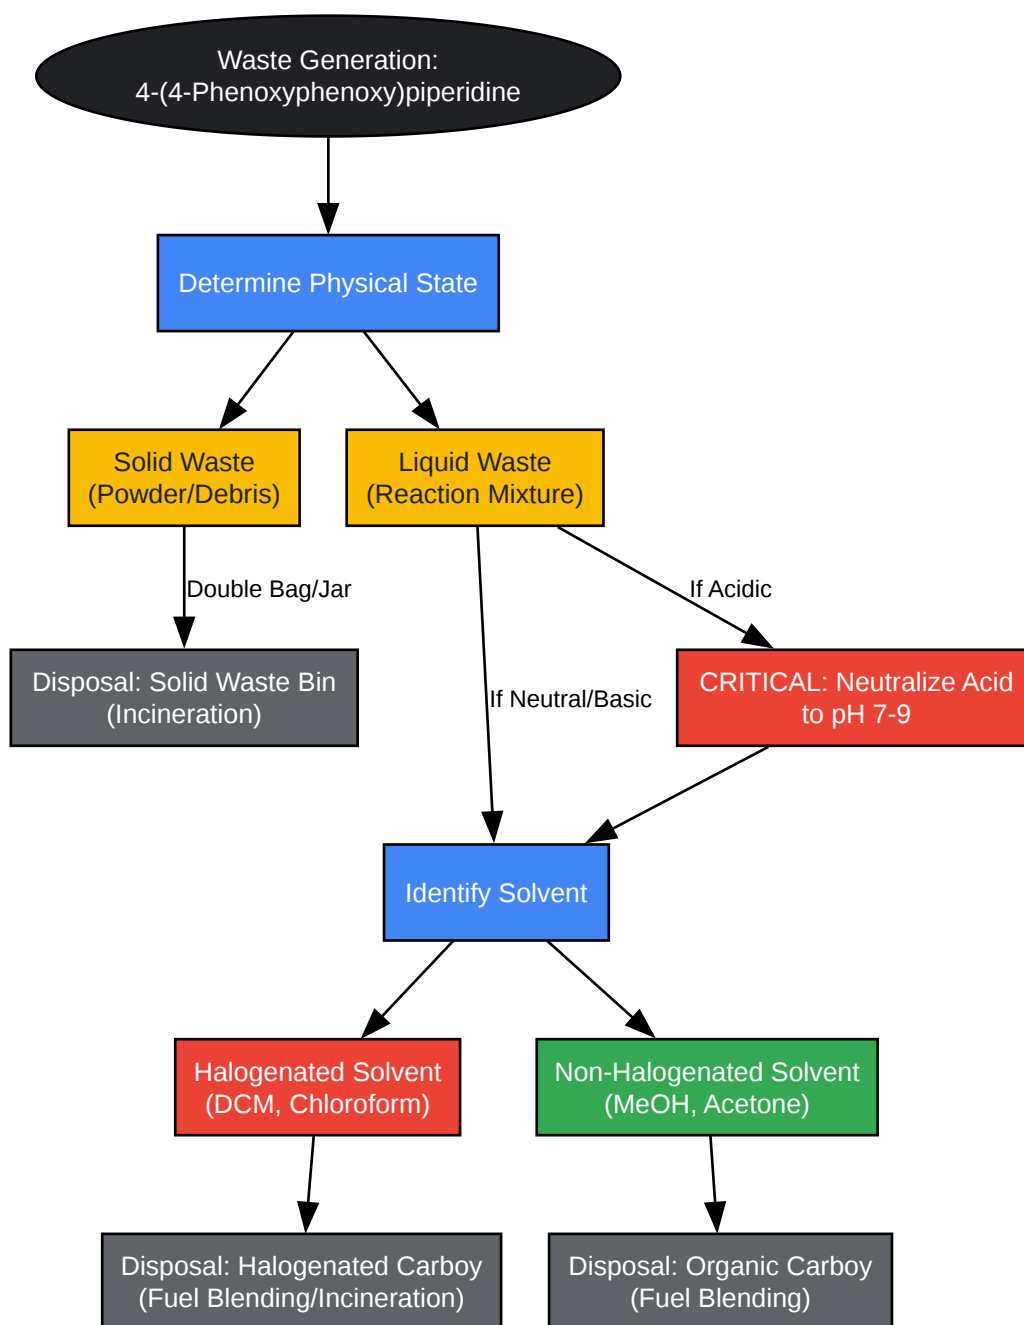 Waste Generation:
4-(4-Phenoxyphenoxy)piperidine
Determine Physical State
Solid Waste
(Powder/Debris)
Liquid Waste
(Reaction Mixture)
Double Bag/Jar
If Acidic
Disposal: Solid Waste Bin
(Incineration)
If Neutral/Basic
CRITICAL: Neutralize Acid
to pH 7-9
Identify Solvent
Halogenated Solvent
(DCM, Chloroform)
Non-Halogenated Solvent
(MeOH, Acetone)
Disposal: Halogenated Carboy
(Fuel Blending/Incineration)
Disposal: Organic Carboy
(Fuel Blending)